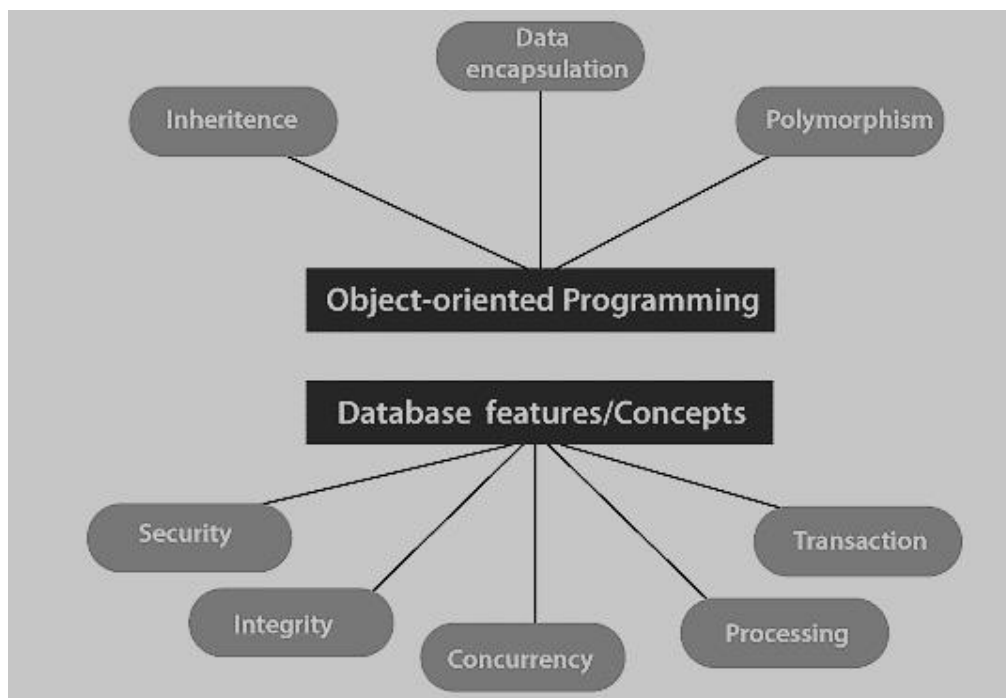 Data
encapsulation
Inheritence
Polymorphism
Object-oriented Programming
Database features/Concepts
Security
Transaction
Integrity
Processing
Concurrency